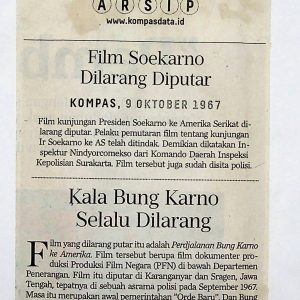 ARSIP
www.kompasdata.id
Film Soekarno
Dilarang Diputar
KOMPAS, 9 OKTOBER 1967
Film kunjungan Presiden Soekarno ke Amerika Serikat di-
larang diputar. Pelaku pemutaran film tentang kunjungan
Ir Soekarno ke AS telah ditindak. Demikian dikatakan In-
spektur Nindyorcomekso dari Komando Daerah Inspeksi
Kepolisian Surakarta. Film tersebut juga sudah disita polisi.
Kala Bung Karno
Selalu Dilarang
Film yang dilarang putar itu adalah Perdjalanan Bung Karno
ke Amerika. Film tersebut berupa film dokumenter pro-
duksi Produksi Film Negara (PFN) di bawah Departemen
Penerangan. Film itu diputar di Karanganyar dan Sragen, Jawa
Tengah, tepatnya di sebuah asrama polisi pada September 1967.
Masa itu merupakan awal pemerintahan "Orde Baru". Dan Bung